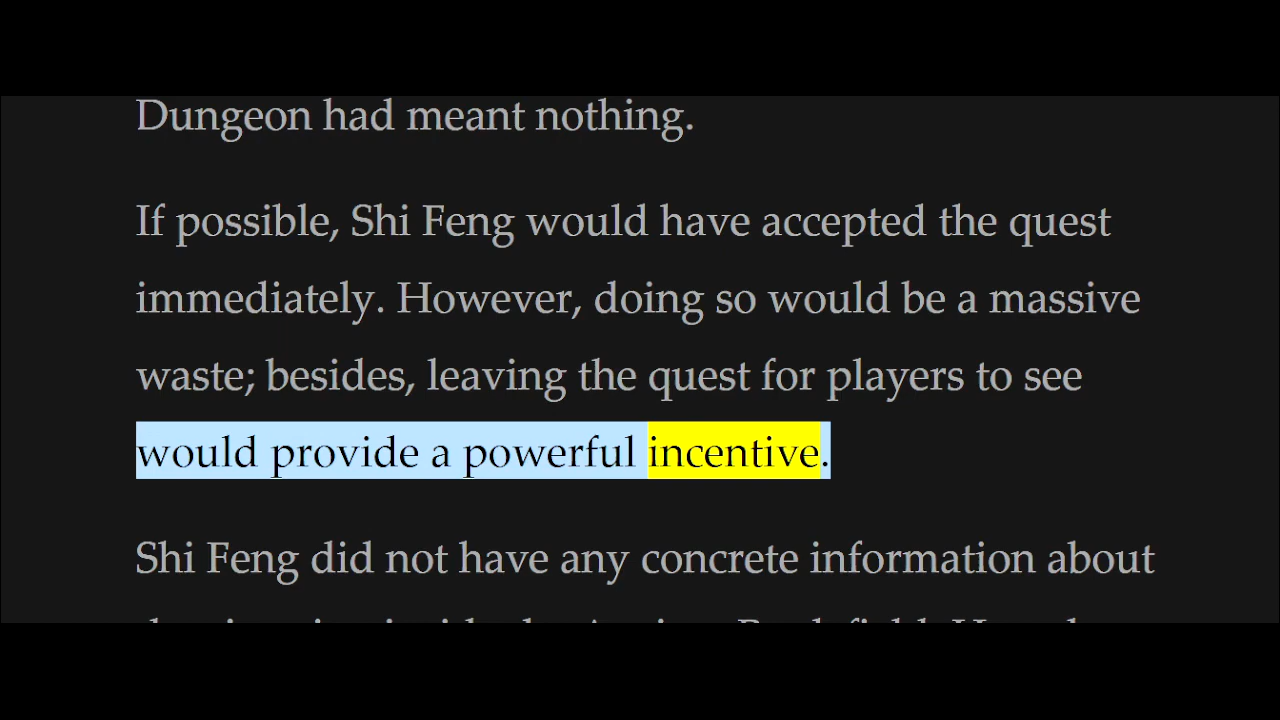 Dungeon had meant nothing.
If possible, Shi Feng would have accepted the quest
immediately. However, doing so would be a massive
waste; besides, leaving the quest for players to see
would provide a powerful incentive.
Shi Feng did not have any concrete information about